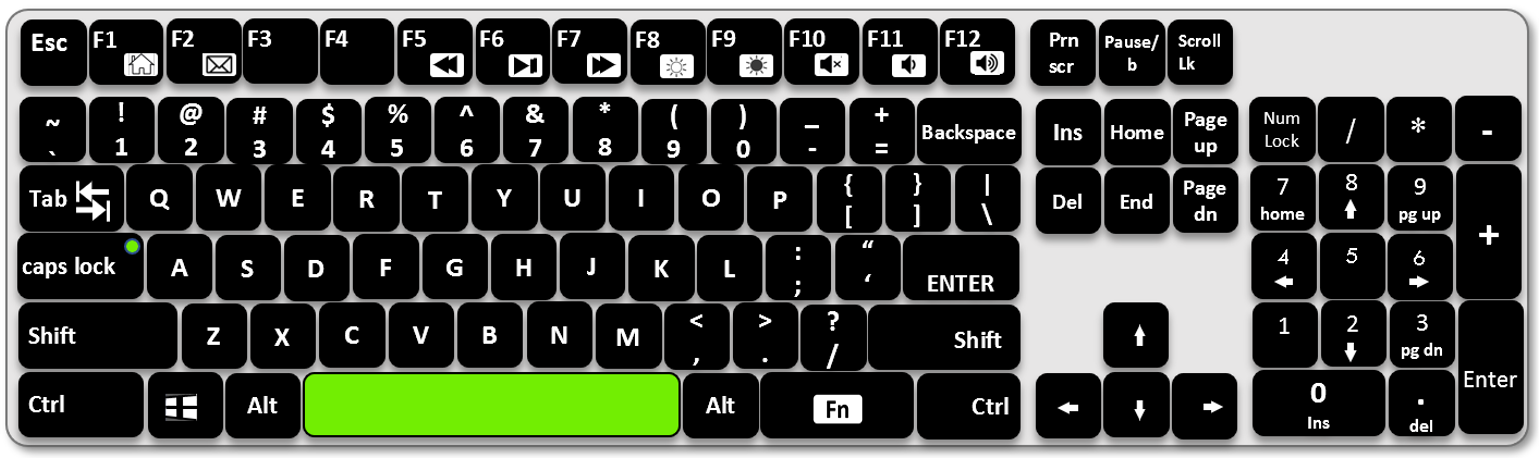 Esc F1 F2 F3 F4 F5 F6 F7 F8 F9 F10 F11 F12 Prn scr Pause/ b Scroll Lk
~ ` ! 1 @ 2 # 3 $ 4 % 5 ^ 6 & 7 * 8 ( 9 ) 0 _ - + = Backspace Ins Home Page up Num Lock / * -
Tab Q W E R T Y U I O P { [ } ] | \ Del End Page dn 7 home 8 9 pg up +
caps lock A S D F G H J K L : ; “ ‘ ENTER 4 5 6
Shift Z X C V B N M < , > . ? / Shift 1 2 3 pg dn Enter
Ctrl Alt Alt Fn Ctrl 0 Ins . del